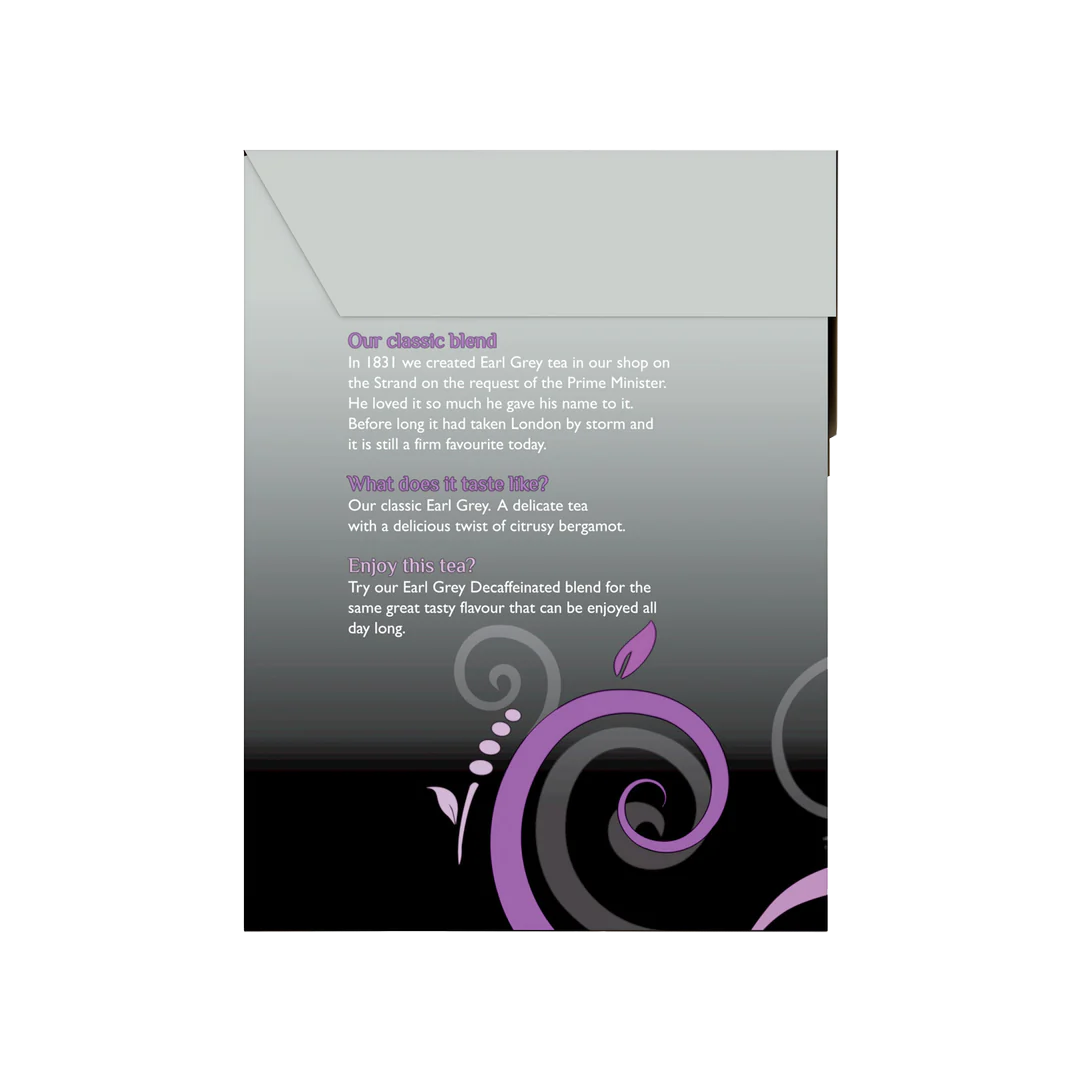 Our classic blend
In 1831 we created Earl Grey tea in our shop on
the Strand on the request of the Prime Minister.
He loved it so much he gave his name to it.
Before long it had taken London by storm and
it is still a firm favourite today.
What does it taste like?
Our classic Earl Grey. A delicate tea
with a delicious twist of citrusy bergamot.
Enjoy this tea?
Try our Earl Grey Decaffeinated blend for the
same great tasty flavour that can be enjoyed all
day long.